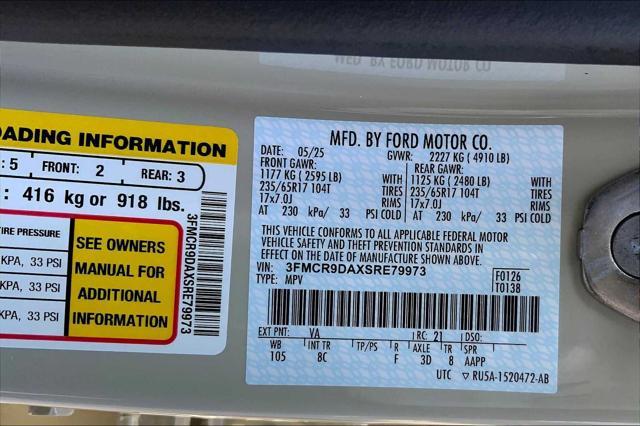 OADING INFORMATION
: 5 FRONT: 2 REAR: 3
: 416 kg or 918 lbs.
IRE PRESSURE
KPA, 33 PSI
KPA, 33 PSI
KPA, 33 PSI
SEE OWNERS
MANUAL FOR
ADDITIONAL
INFORMATION
3FMCR9DAXSRE79973
MFD. BY FORD MOTOR CO.
DATE: 05/25 GVWR: 2227 KG ( 4910 LB)
FRONT GAWR: REAR GAWR:
1177 KG ( 2595 LB) WITH 1125 KG ( 2480 LB) WITH
235/65R17 104T TIRES 235/65R17 104T TIRES
17x7.0J RIMS 17x7.0J RIMS
AT 230 kPa/ 33 PSI COLD AT 230 kPa/ 33 PSI COLD
THIS VEHICLE CONFORMS TO ALL APPLICABLE FEDERAL MOTOR
VEHICLE SAFETY AND THEFT PREVENTION STANDARDS IN
EFFECT ON THE DATE OF MANUFACTURE SHOWN ABOVE.
VIN: 3FMCR9DAXSRE79973 F0126
TYPE: MPV T0138
EXT PNT: VA RC: 21 DSO:
WB INT TR TP/PS R AXLE TR SPR
105 8C F 3D 8 AAPP
UTC ▽ RU5A-1520472-AB